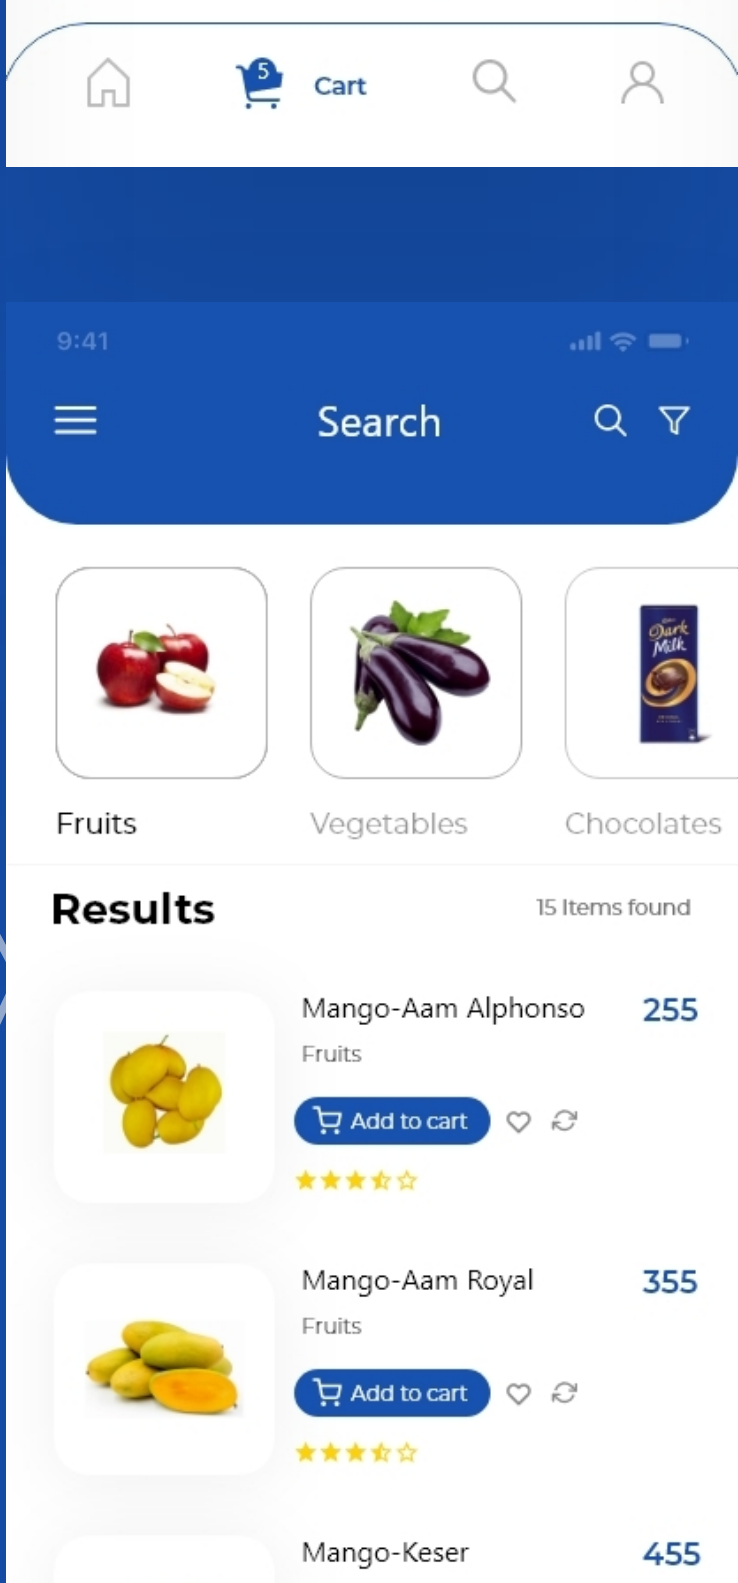 5
Cart
9:41
Search
Dark
Milk
Fruits
Vegetables
Chocolates
Results
15 Items found
Mango-Aam Alphonso
255
Fruits
Add to cart
Mango-Aam Royal
355
Fruits
Add to cart
Mango-Keser
455